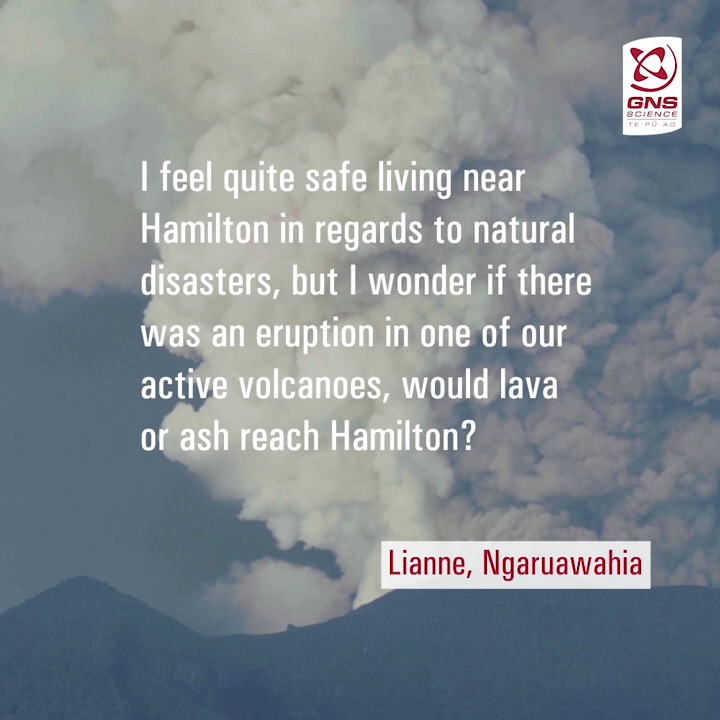 GNS
SCIENCE
TE PŪ AO
I feel quite safe living near
Hamilton in regards to natural
disasters, but I wonder if there
was an eruption in one of our
active volcanoes, would lava
or ash reach Hamilton?
Lianne, Ngaruawahia